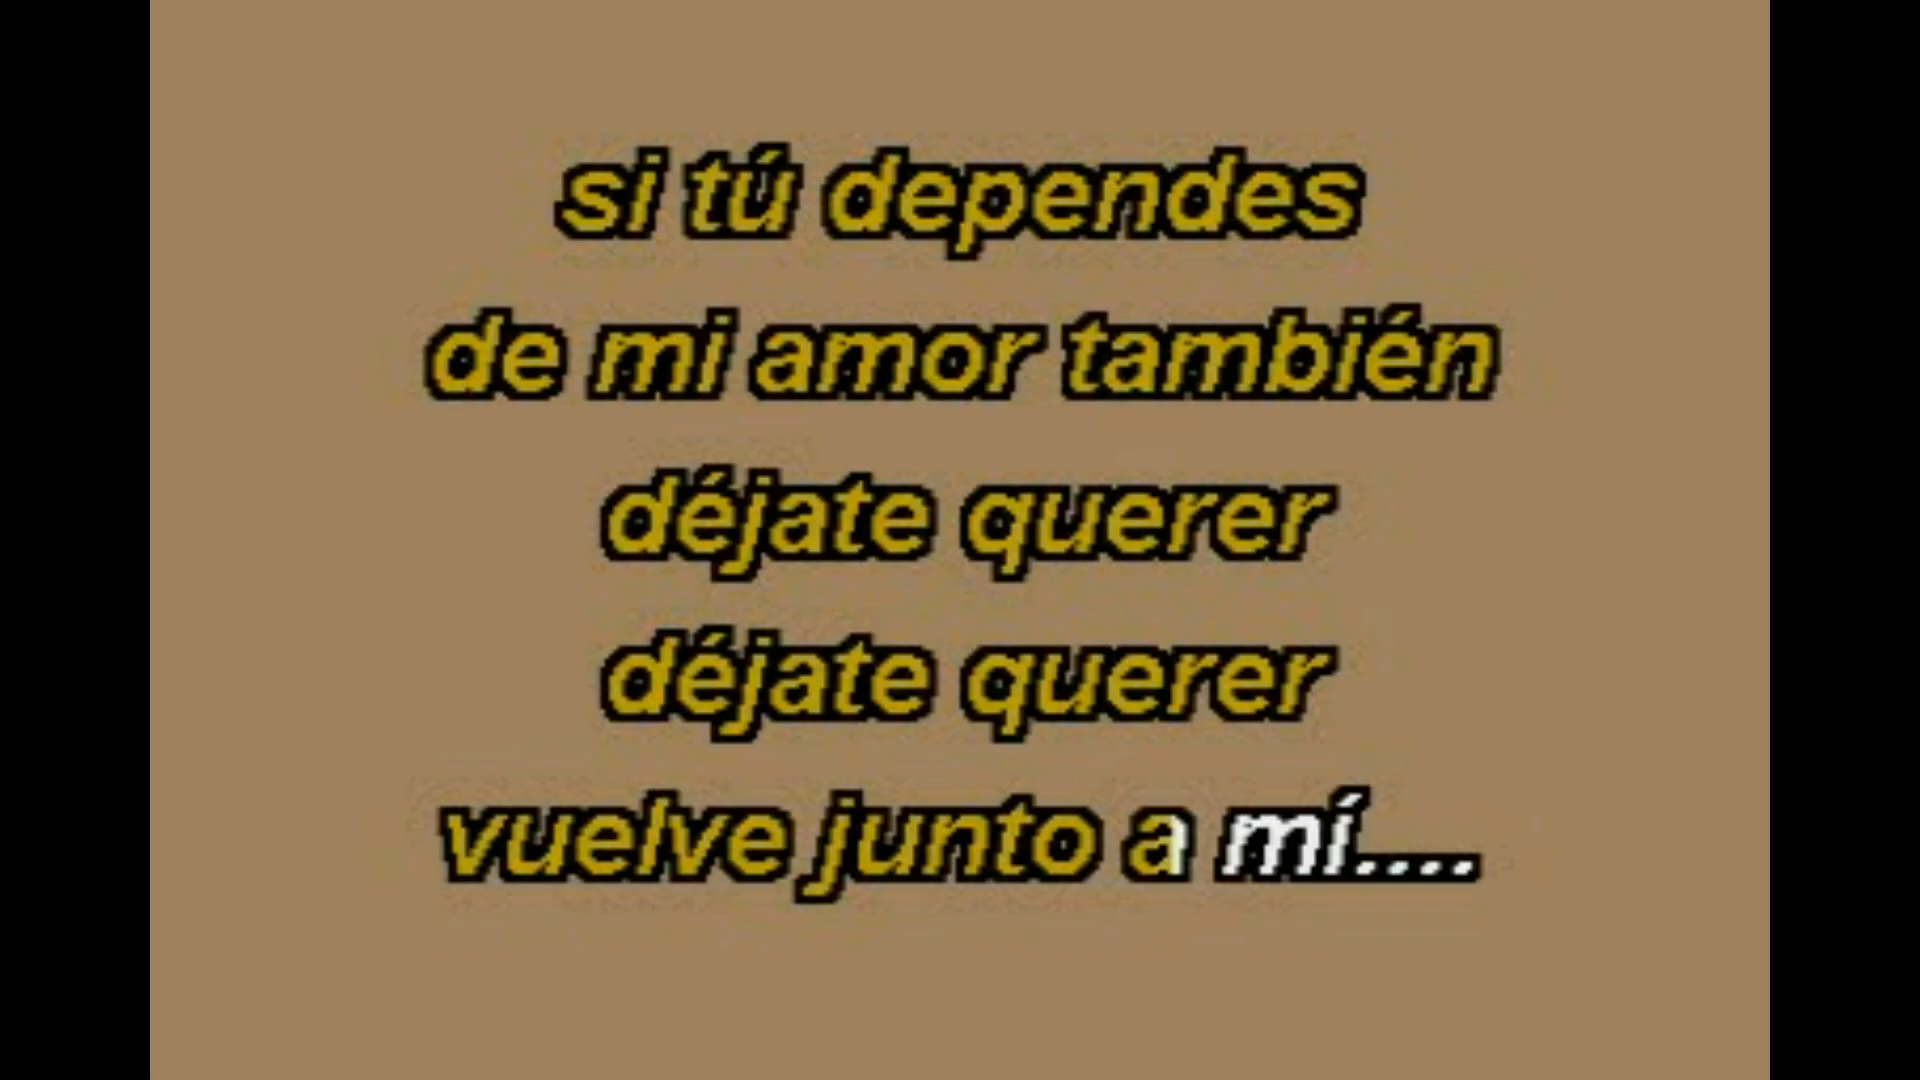 si tú dependes
de mi amor también
déjate querer
déjate querer
vuelve junto a mí....